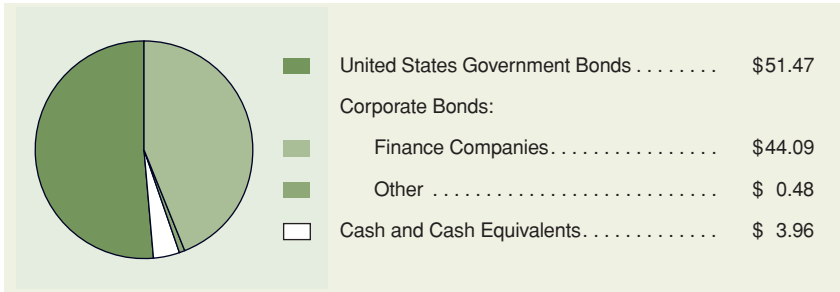 United States Government Bonds . . . . . . . . $51.47
Corporate Bonds:
Finance Companies. . . . . . . . . . . . . . . . $44.09
Other . . . . . . . . . . . . . . . . . . . . . . . . . . . $ 0.48
Cash and Cash Equivalents. . . . . . . . . . . . . $ 3.96